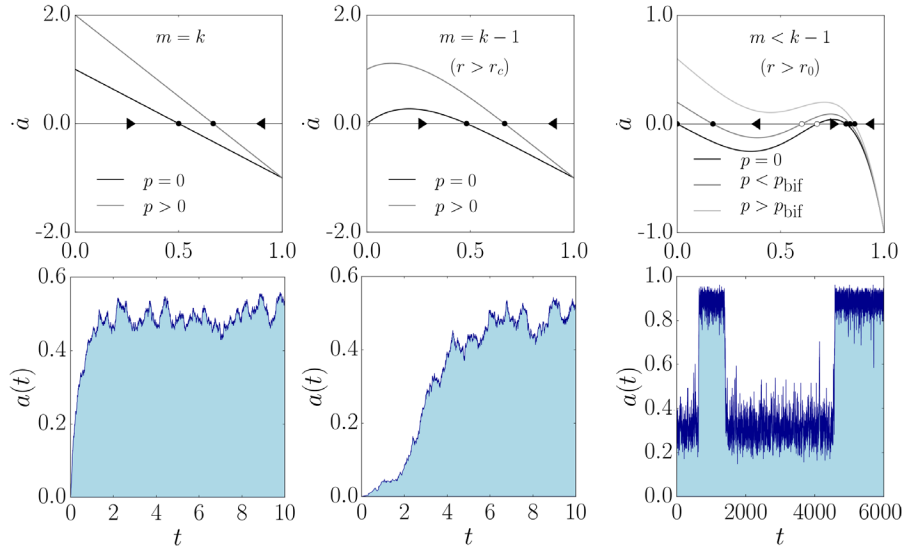 2.0
0.0
-2.0
ȧ
m = k
p = 0
p > 0
0.0 0.5 1.0
2.0
0.0
-2.0
ȧ
m = k − 1
(r > r_c)
p = 0
p > 0
0.0 0.5 1.0
1.0
0.0
-1.0
ȧ
m < k − 1
(r > r_0)
p = 0
p < p_bif
p > p_bif
0.0 0.5 1.0
0.6
0.4
0.2
0.0
a(t)
0 2 4 6 8 10
t
0.6
0.4
0.2
0.0
a(t)
0 2 4 6 8 10
t
1.0
0.8
0.6
0.4
0.2
0.0
a(t)
0 2000 4000 6000
t